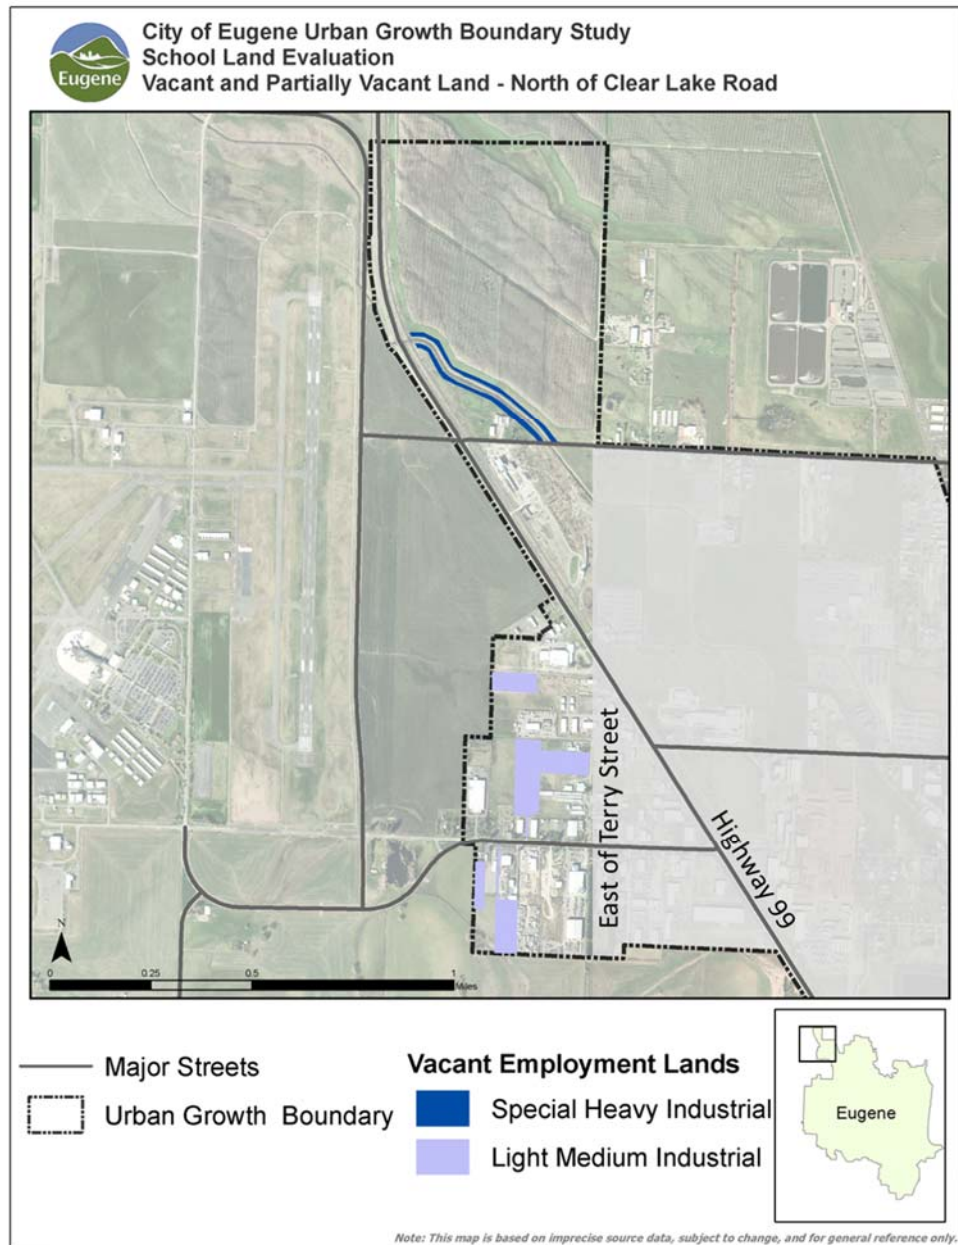 City of Eugene Urban Growth Boundary Study
School Land Evaluation
Vacant and Partially Vacant Land - North of Clear Lake Road
Eugene
East of Terry Street
Highway 99
N
0 0.25 0.5 1
Miles
Major Streets
Urban Growth Boundary
Vacant Employment Lands
Special Heavy Industrial
Light Medium Industrial
Eugene
Note: This map is based on imprecise source data, subject to change, and for general reference only.